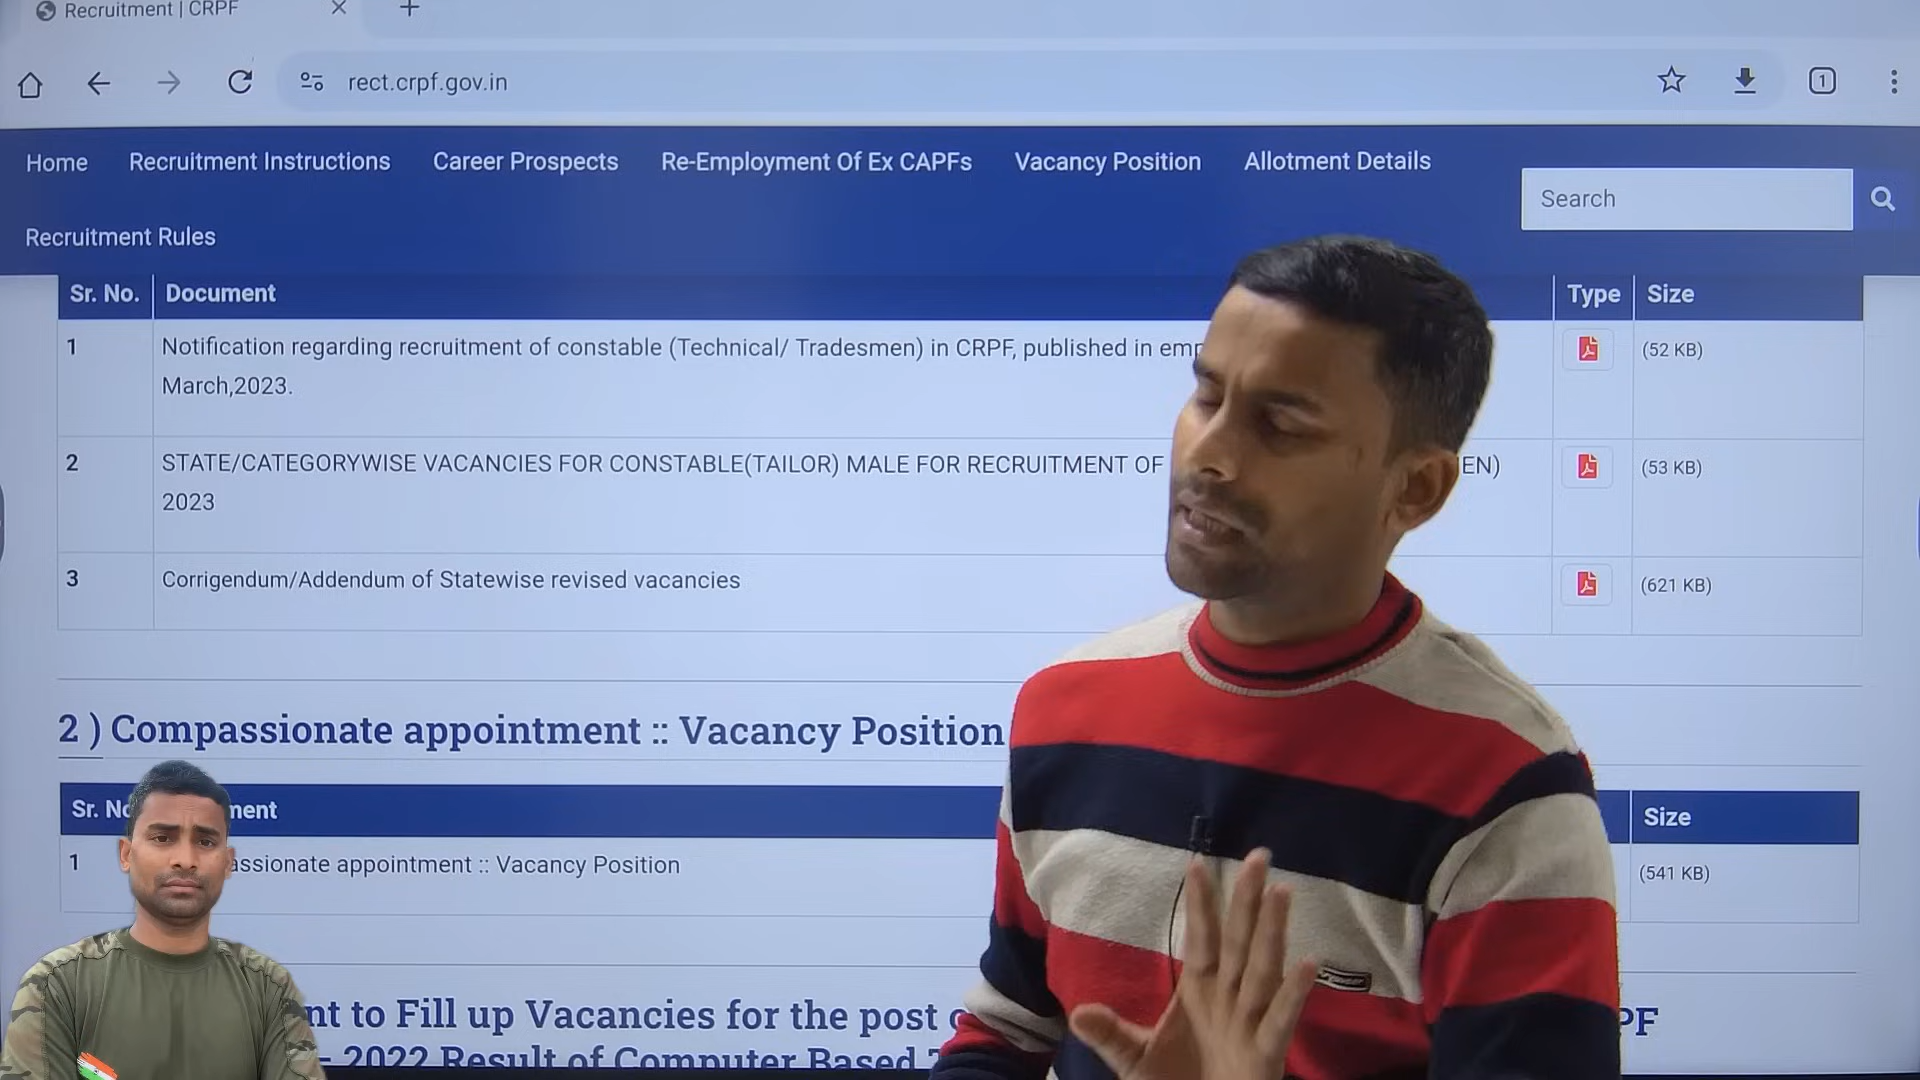 Recruitment | CRPF
rect.crpf.gov.in
1
Home Recruitment Instructions Career Prospects Re-Employment Of Ex CAPFs Vacancy Position Allotment Details
Search
Recruitment Rules
Sr. No. Document Type Size
1 Notification regarding recruitment of constable (Technical/ Tradesmen) in CRPF, published in (52 KB)
March,2023.
2 STATE/CATEGORYWISE VACANCIES FOR CONSTABLE(TAILOR) MALE FOR RECRUITMENT OF EN) (53 KB)
2023
3 Corrigendum/Addendum of Statewise revised vacancies (621 KB)
2 ) Compassionate appointment :: Vacancy Position
Sr. No ment Size
1 assionate appointment :: Vacancy Position (541 KB)
nt to Fill up Vacancies for the post PF
- 2022 Result of Computer Based